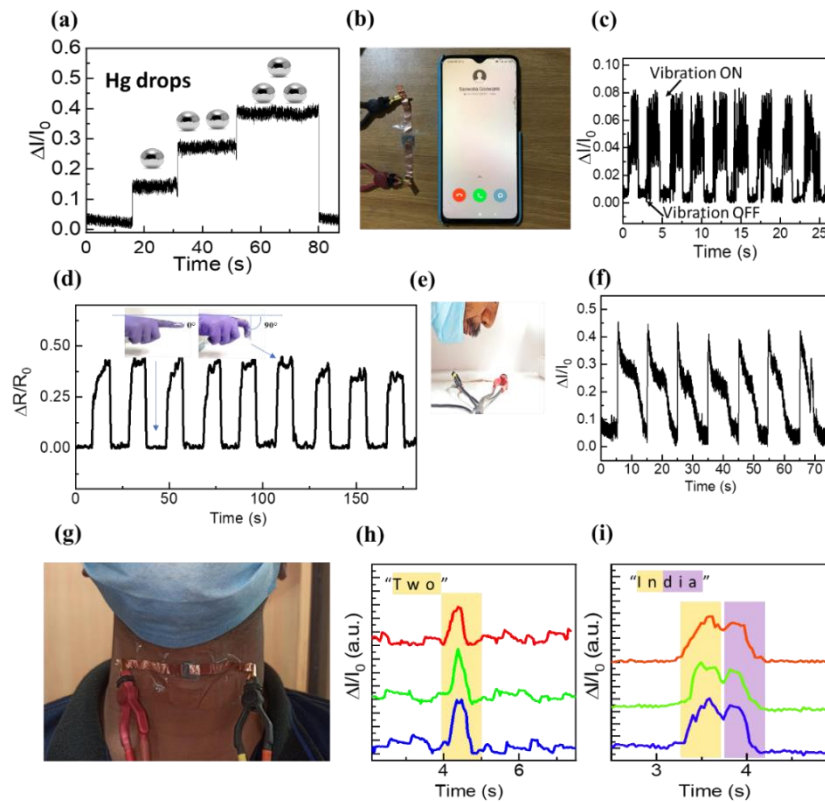 (a)
0.6
0.5
0.4
0.3
0.2
0.1
0.0
ΔI/I0
Hg drops
0 20 40 60 80
Time (s)
(b)
(c)
0.10
0.08
0.06
0.04
0.02
0.00
ΔI/I0
Vibration ON
Vibration OFF
0 5 10 15 20 25
Time (s)
(d)
0.50
0.25
0.00
ΔR/R0
0°
90°
0 50 100 150
Time (s)
(e)
(f)
0.5
0.4
0.3
0.2
0.1
0.0
ΔI/I0
0 10 20 30 40 50 60 70
Time (s)
(g)
(h)
"Two"
ΔI/I0 (a.u.)
4 6
Time (s)
(i)
"India"
ΔI/I0 (a.u.)
3 4
Time (s)